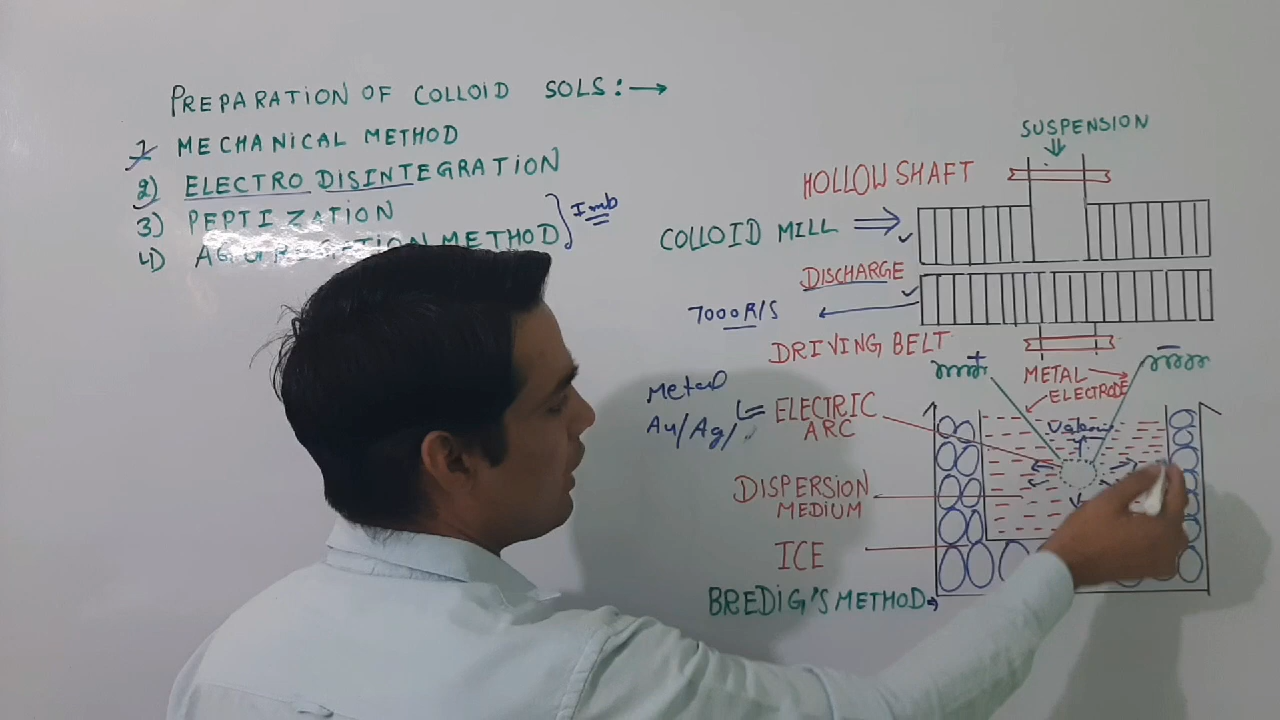 PREPARATION OF COLLOID SOLS:→
1) MECHANICAL METHOD
2) ELECTRO DISINTEGRATION
3) PEPTIZATION
4) METHOD
Imb
SUSPENSION
HOLLOW SHAFT
COLLOID MILL
DISCHARGE
7000R/S
DRIVING BELT
+
-
METAL
ELECTRODE
Metal
Au/Ag/
ELECTRIC
ARC
DISPERSION
MEDIUM
ICE
BREDIG'S METHOD→